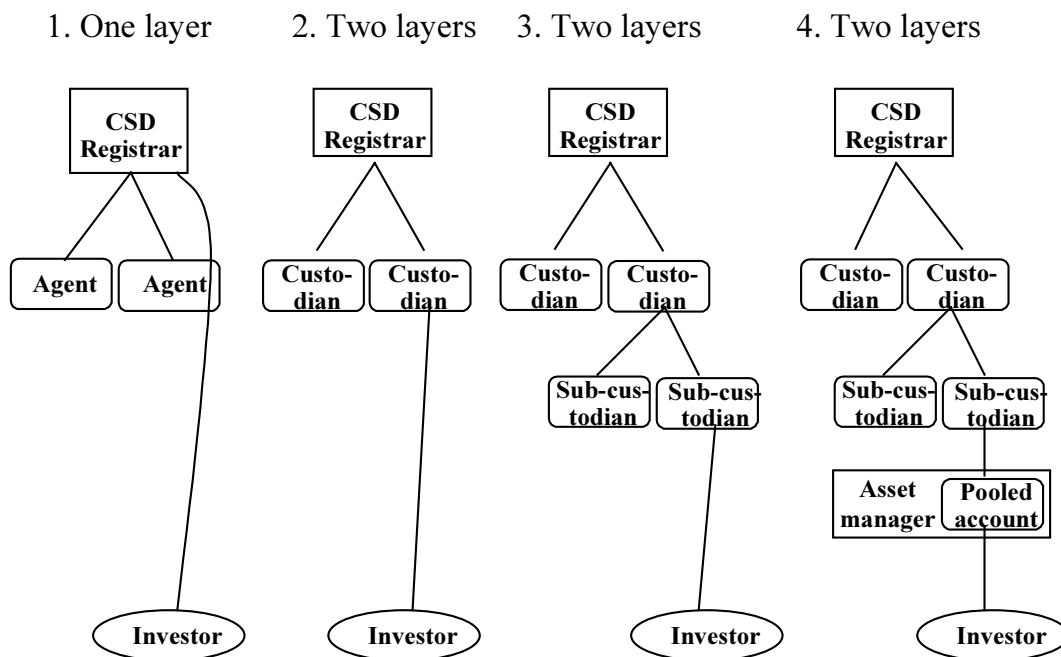 1. One layer
2. Two layers
3. Two layers
4. Two layers
CSD
Registrar
CSD
Registrar
CSD
Registrar
CSD
Registrar
Agent
Agent
Custo-
dian
Custo-
dian
Custo-
dian
Custo-
dian
Custo-
dian
Custo-
dian
Sub-cus-
todian
Sub-cus-
todian
Sub-cus-
todian
Sub-cus-
todian
Asset
manager
Pooled
account
Investor
Investor
Investor
Investor